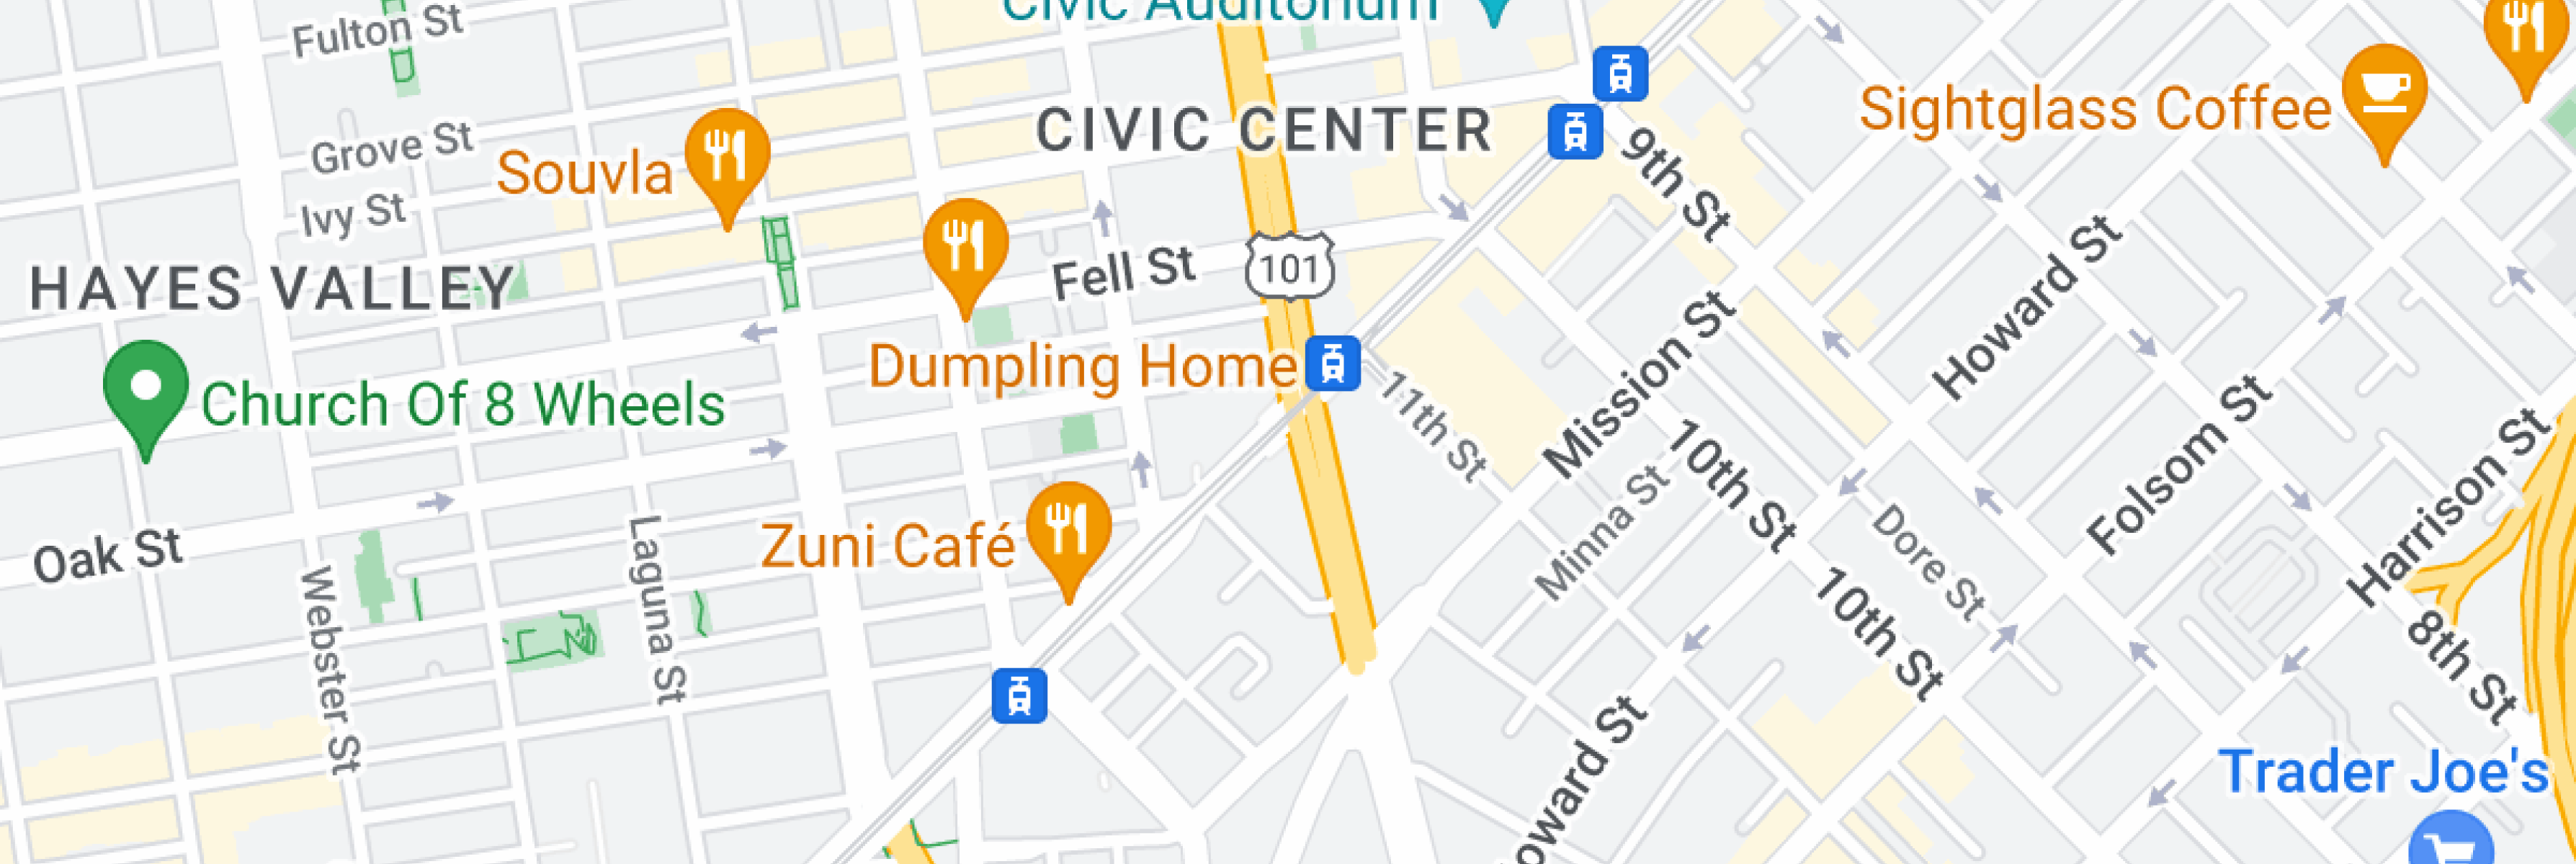 Civic Auditorium
Fulton St
Grove St
Souvla
CIVIC CENTER
Sightglass Coffee
9th St
Ivy St
HAYES VALLEY
Fell St
101
Howard St
Mission St
Church Of 8 Wheels
Dumpling Home
11th St
10th St
Folsom St
Minna St
Dore St
Harrison St
Oak St
Zuni Café
Laguna St
Webster St
10th St
8th St
Howard St
Trader Joe's